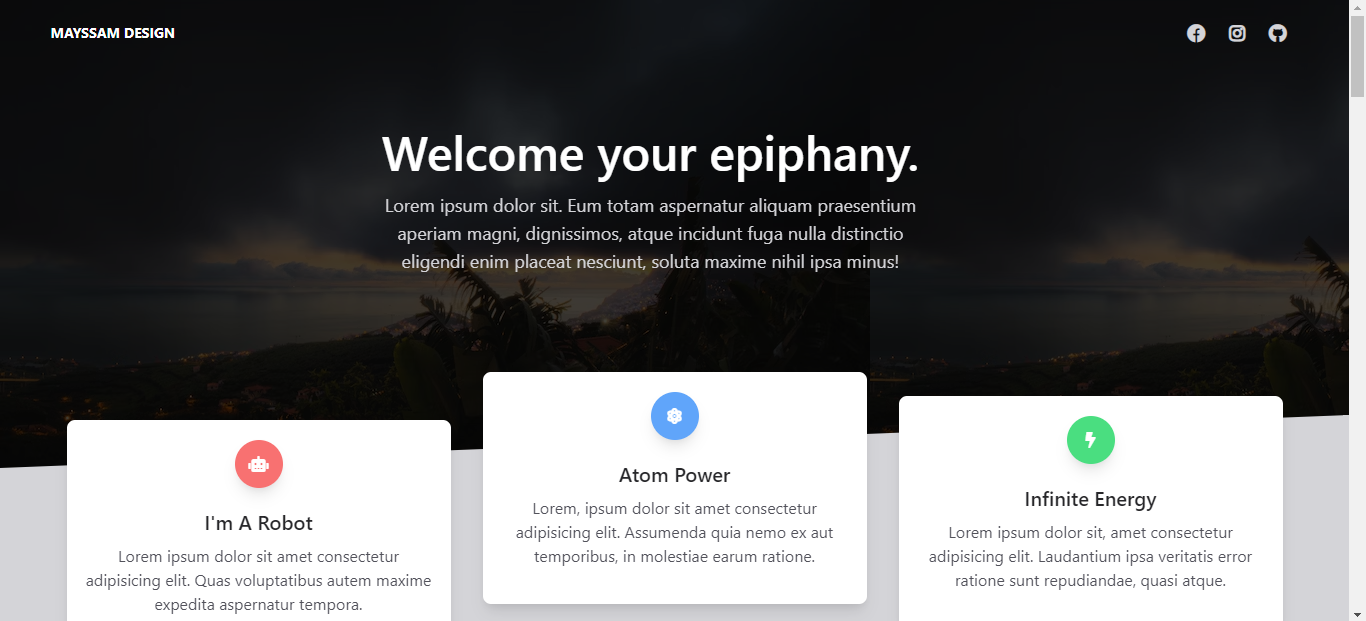 MAYSSAM DESIGN
Welcome your epiphany.
Lorem ipsum dolor sit. Eum totam aspernatur aliquam praesentium
aperiam magni, dignissimos, atque incidunt fuga nulla distinctio
eligendi enim placeat nesciunt, soluta maxime nihil ipsa minus!
I'm A Robot
Lorem ipsum dolor sit amet consectetur
adipisicing elit. Quas voluptatibus autem maxime
expedita aspernatur tempora.
Atom Power
Lorem, ipsum dolor sit amet consectetur
adipisicing elit. Assumenda quia nemo ex aut
temporibus, in molestiae earum ratione.
Infinite Energy
Lorem ipsum dolor sit, amet consectetur
adipisicing elit. Laudantium ipsa veritatis error
ratione sunt repudiandae, quasi atque.